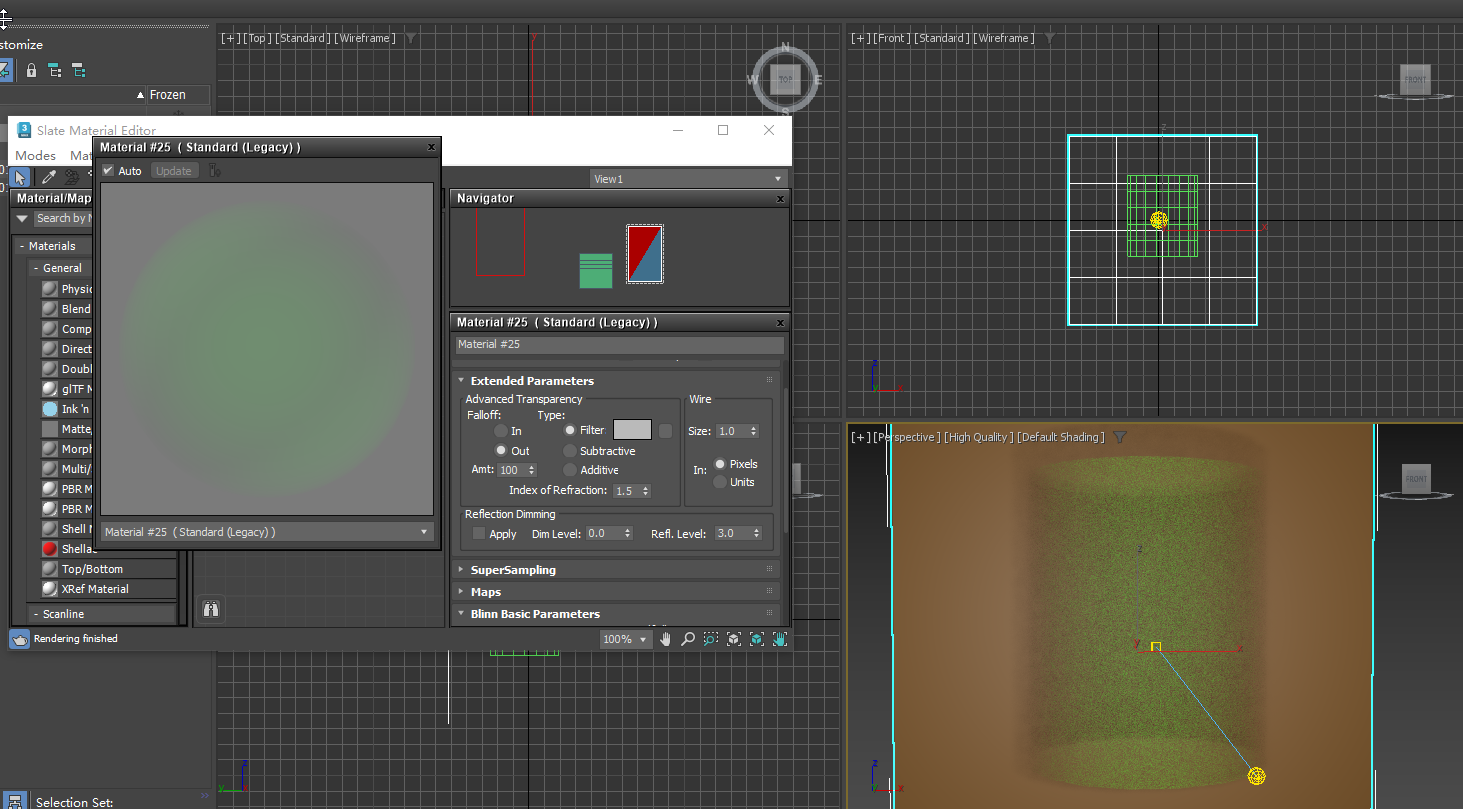 stomize
Frozen
[+] [Top ] [Standard ] [Wireframe ]
N
W
TOP
E
S
y
[+] [Front ] [Standard ] [Wireframe ]
FRONT
z
x
3
Slate Material Editor
Modes
Mat
Material #25 ( Standard (Legacy) )
Auto
Update
View1
Material/Map
Search by N
- Materials
- General
Physic
Blend
Comp
Direct
Doubl
glTF M
Ink 'n
Matte,
Morph
Multi/
PBR M
PBR M
Shell M
Shellac
Top/Bottom
XRef Material
- Scanline
Material #25 ( Standard (Legacy) )
Navigator
Material #25 ( Standard (Legacy) )
Material #25
Extended Parameters
Advanced Transparency
Wire
Falloff:
Type:
In
Filter
Size: 1.0
Out
Subtractive
Amt: 100
Additive
In:
Pixels
Units
Index of Refraction: 1.5
Reflection Dimming
Apply
Dim Level: 0.0
Refl. Level: 3.0
SuperSampling
Maps
Blinn Basic Parameters
Rendering finished
100%
[+] [Perspective ] [High Quality ] [Default Shading ]
FRONT
z
y
x
z
x
z
y
Selection Set: